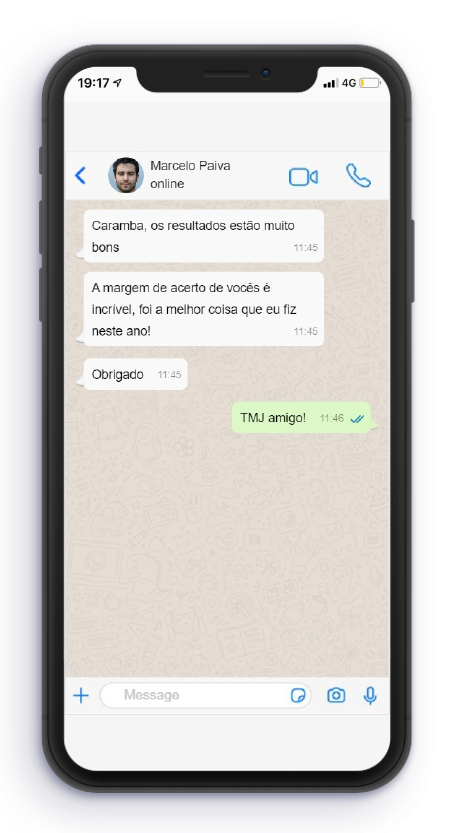 19:17 4G
Marcelo Paiva
online
Caramba, os resultados estão muito
bons 11:45
A margem de acerto de vocês é
incrível, foi a melhor coisa que eu fiz
neste ano! 11:45
Obrigado 11:45
TMJ amigo! 11:46
Message